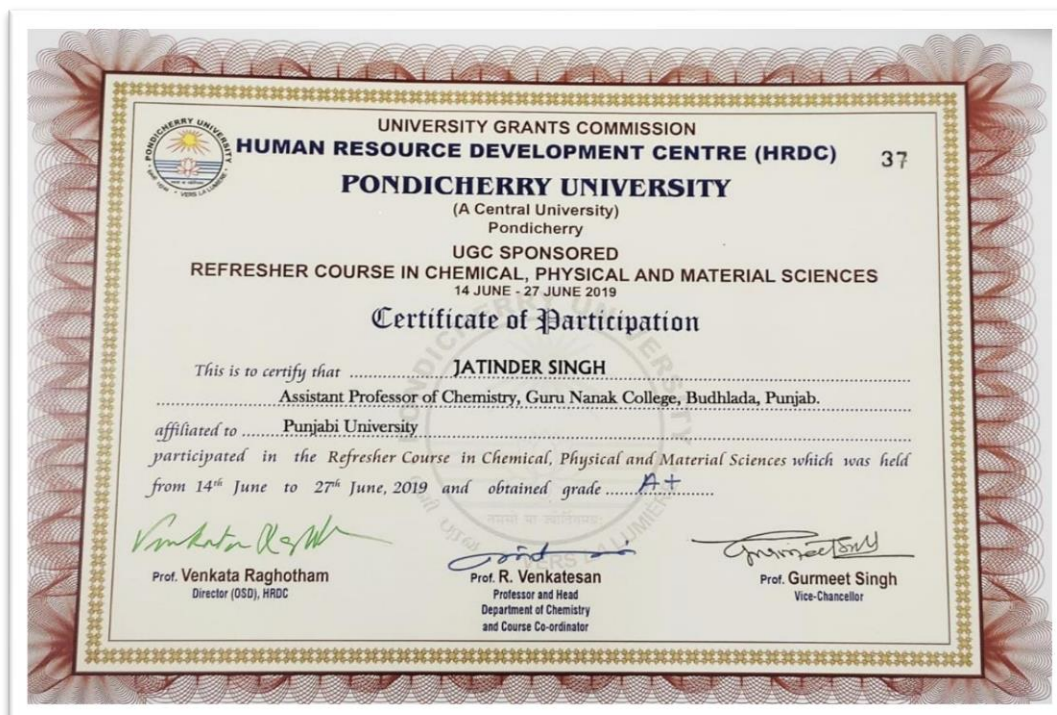 UNIVERSITY GRANTS COMMISSION
HUMAN RESOURCE DEVELOPMENT CENTRE (HRDC)
37
PONDICHERRY UNIVERSITY
(A Central University)
Pondicherry
UGC SPONSORED
REFRESHER COURSE IN CHEMICAL, PHYSICAL AND MATERIAL SCIENCES
14 JUNE - 27 JUNE 2019
Certificate of Participation
This is to certify that JATINDER SINGH
Assistant Professor of Chemistry, Guru Nanak College, Budhlada, Punjab.
affiliated to Punjabi University
participated in the Refresher Course in Chemical, Physical and Material Sciences which was held
from 14th June to 27th June, 2019 and obtained grade A+
Prof. Venkata Raghotham
Director (OSD), HRDC
Prof. R. Venkatesan
Professor and Head
Department of Chemistry
and Course Co-ordinator
Prof. Gurmeet Singh
Vice-Chancellor
PONDICHERRY UNIVERSITY
VERS LA LUMIERE